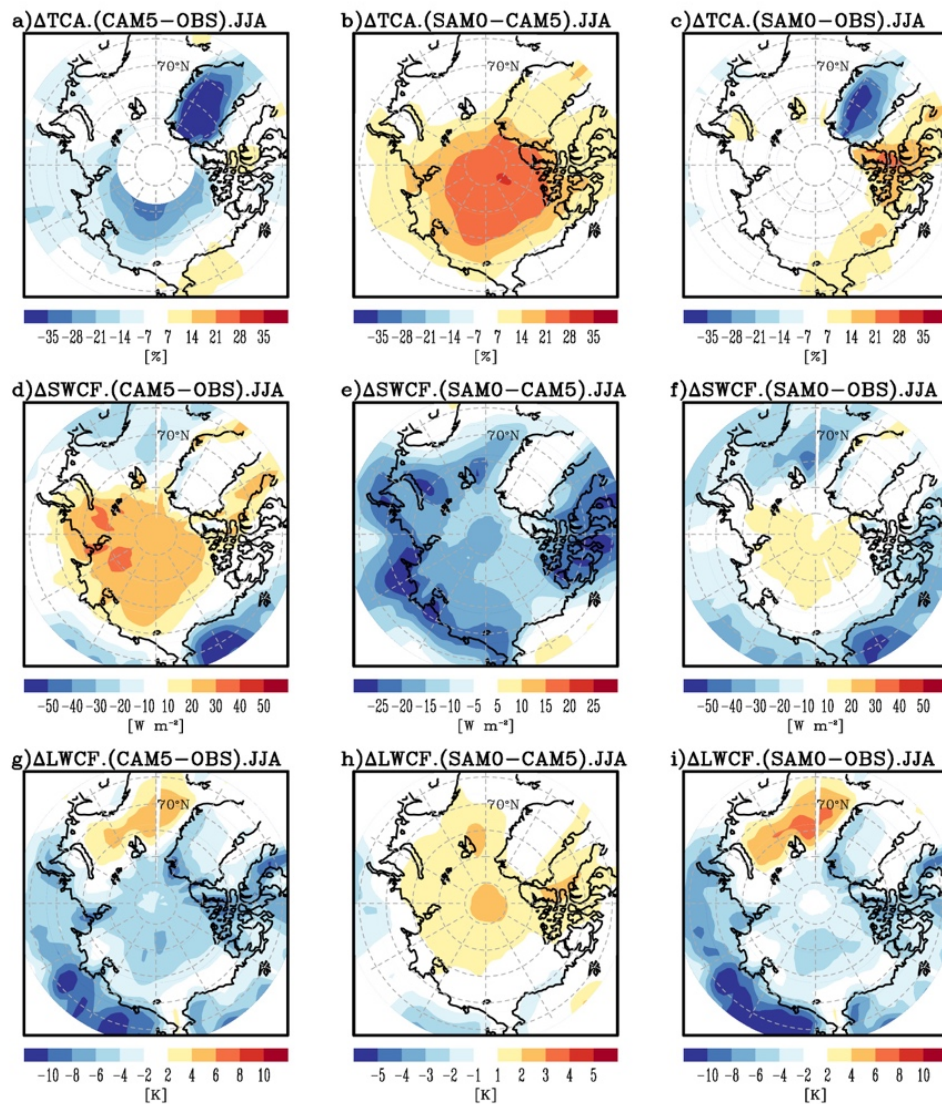 a)ΔTCA.(CAM5−OBS).JJA
b)ΔTCA.(SAM0−CAM5).JJA
c)ΔTCA.(SAM0−OBS).JJA
70°N
70°N
70°N
-35 -28 -21 -14 -7 7 14 21 28 35
[%]
-35 -28 -21 -14 -7 7 14 21 28 35
[%]
-35 -28 -21 -14 -7 7 14 21 28 35
[%]
d)ΔSWCF.(CAM5−OBS).JJA
e)ΔSWCF.(SAM0−CAM5).JJA
f)ΔSWCF.(SAM0−OBS).JJA
70°N
70°N
70°N
-50 -40 -30 -20 -10 10 20 30 40 50
[W m⁻²]
-25 -20 -15 -10 -5 5 10 15 20 25
[W m⁻²]
-50 -40 -30 -20 -10 10 20 30 40 50
[W m⁻²]
g)ΔLWCF.(CAM5−OBS).JJA
h)ΔLWCF.(SAM0−CAM5).JJA
i)ΔLWCF.(SAM0−OBS).JJA
70°N
70°N
70°N
-10 -8 -6 -4 -2 2 4 6 8 10
[K]
-5 -4 -3 -2 -1 1 2 3 4 5
[K]
-10 -8 -6 -4 -2 2 4 6 8 10
[K]